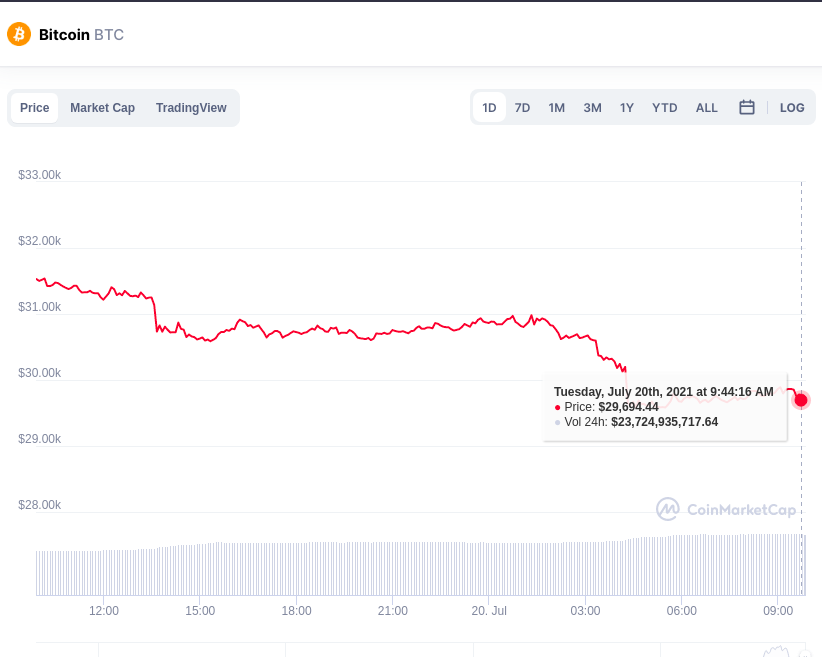 Bitcoin BTC
Price Market Cap TradingView 1D 7D 1M 3M 1Y YTD ALL LOG
$33.00k
$32.00k
$31.00k
$30.00k
Tuesday, July 20th, 2021 at 9:44:16 AM
Price: $29,694.44
Vol 24h: $23,724,935,717.64
$29.00k
$28.00k
CoinMarketCap
12:00 15:00 18:00 21:00 20. Jul 03:00 06:00 09:00